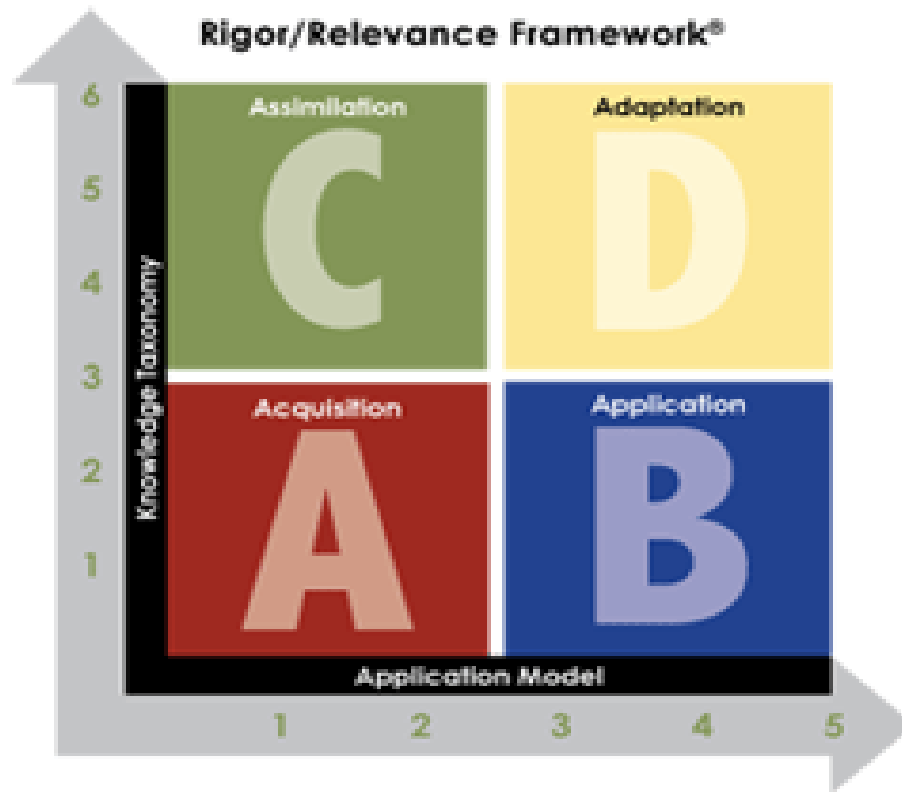 Rigor/Relevance Framework®
6
5
4
3
2
1
Knowledge Taxonomy
Assimilation
C
Adaptation
D
Acquisition
A
Application
B
Application Model
1 2 3 4 5